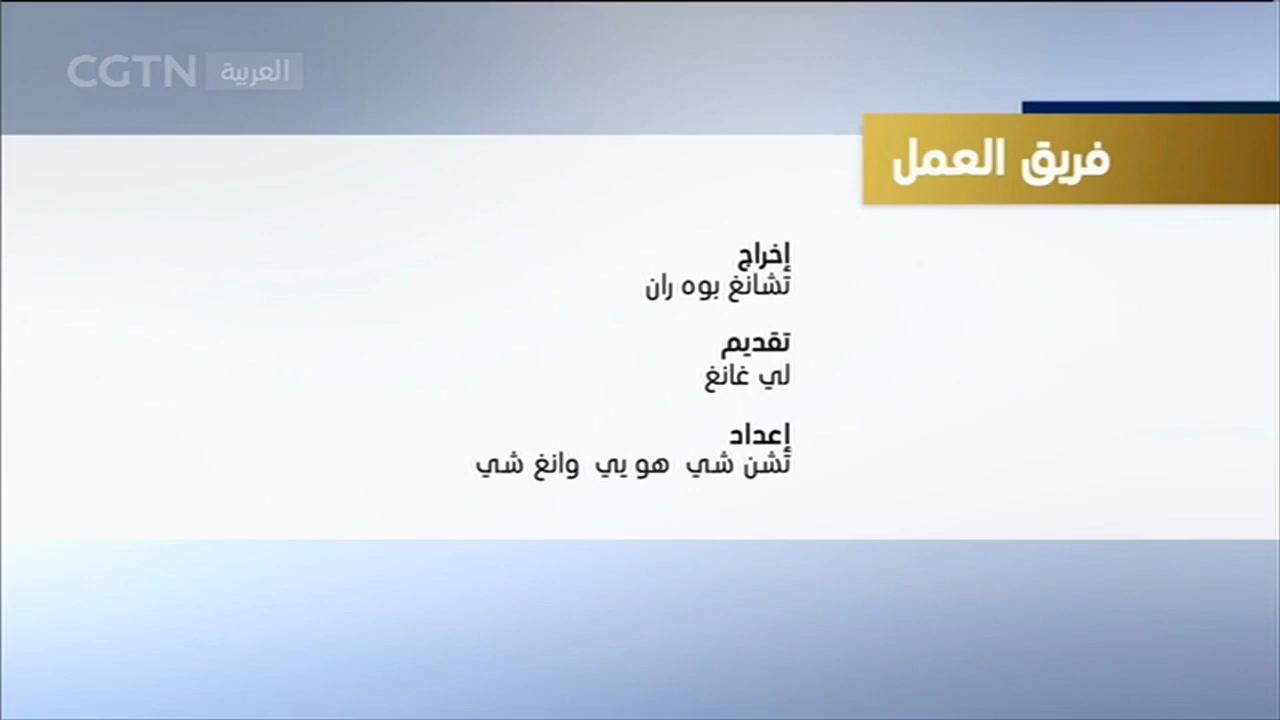 CGTN العربية
فريق العمل
إخراج
تشانغ بوه ران
تقديم
لي غانغ
إعداد
تشن شي  هو يي  وانغ شي